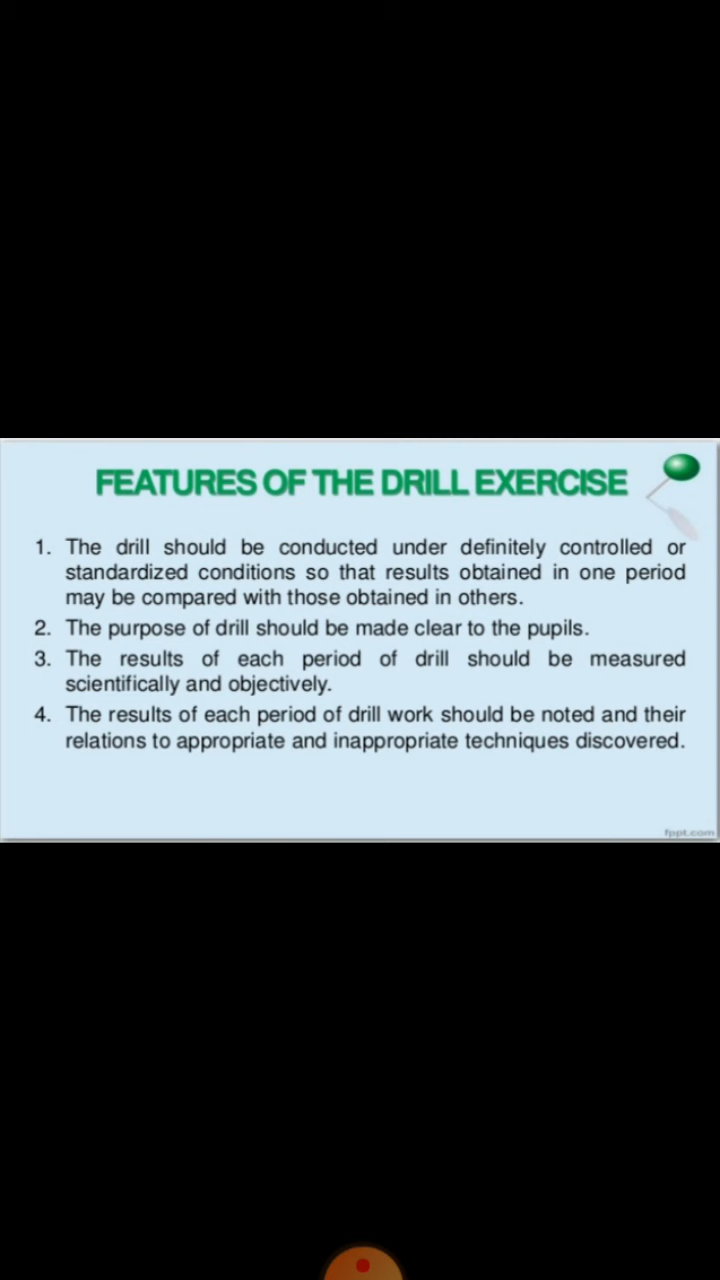 FEATURES OF THE DRILL EXERCISE
1. The drill should be conducted under definitely controlled or
standardized conditions so that results obtained in one period
may be compared with those obtained in others.
2. The purpose of drill should be made clear to the pupils.
3. The results of each period of drill should be measured
scientifically and objectively.
4. The results of each period of drill work should be noted and their
relations to appropriate and inappropriate techniques discovered.
fppt.com